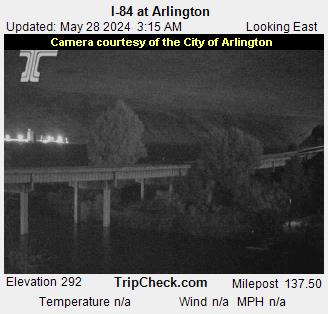 I-84 at Arlington
Updated: May 28 2024 3:15 AM Looking East
Camera courtesy of the City of Arlington
Elevation 292 TripCheck.com Milepost 137.50
Temperature n/a Wind n/a MPH n/a